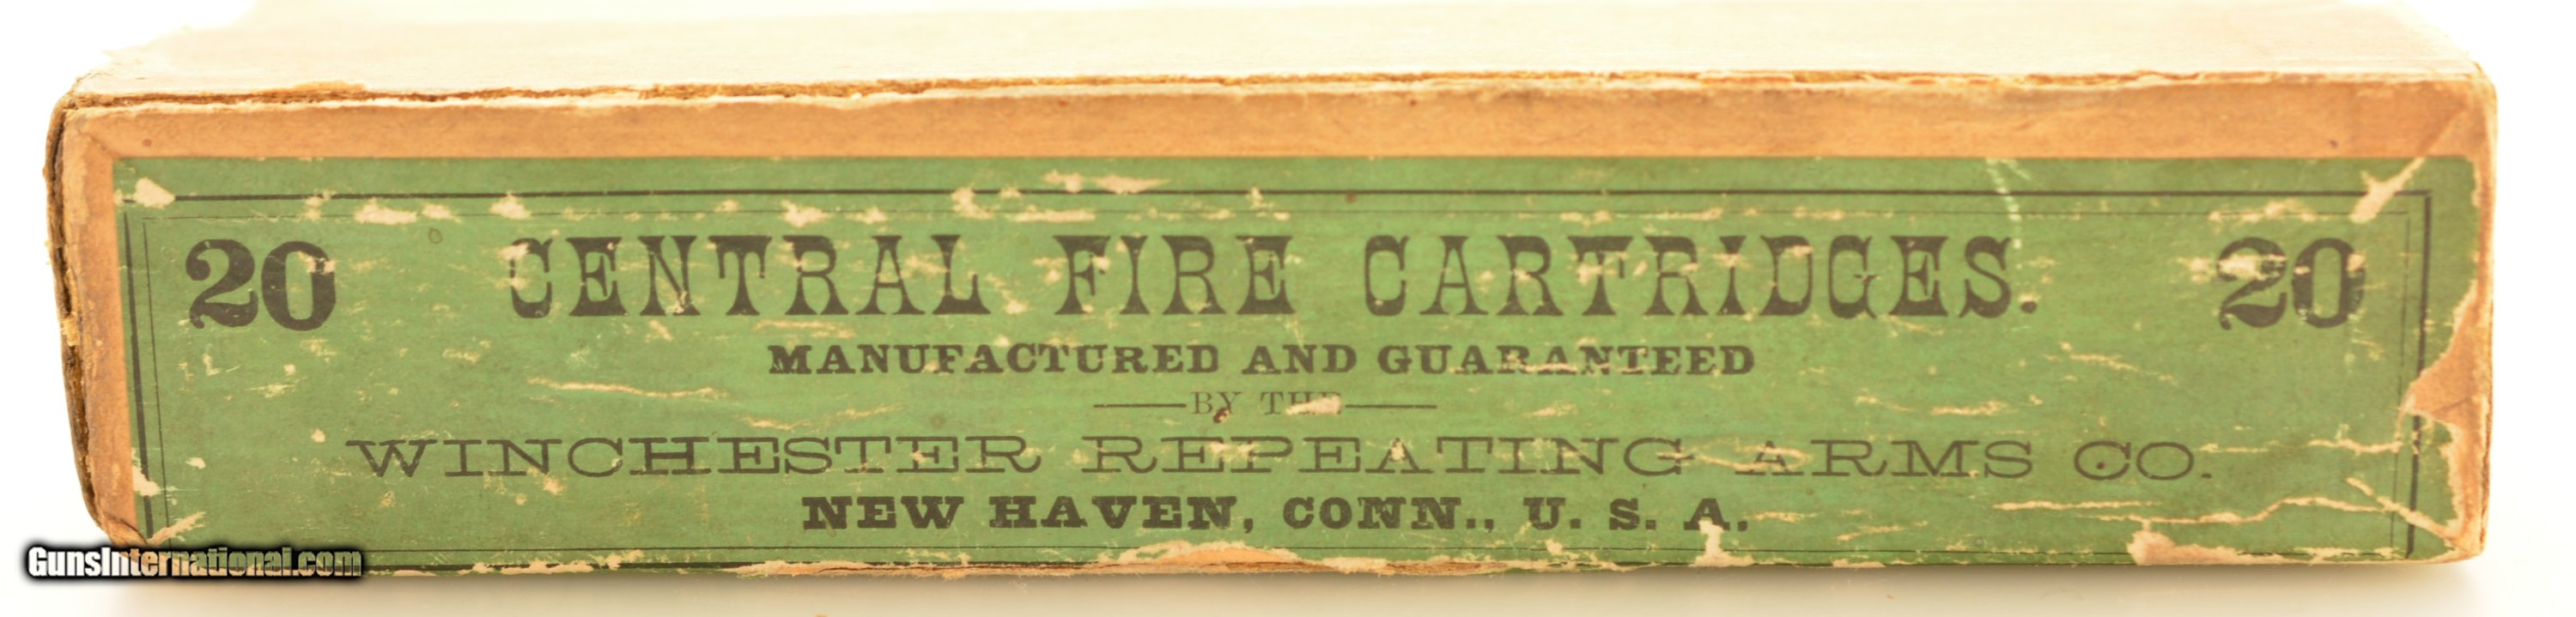 20 CENTRAL FIRE CARTRIDGES. 20
MANUFACTURED AND GUARANTEED
BY THE
WINCHESTER REPEATING ARMS CO.
NEW HAVEN, CONN., U. S. A.
GunsInternational.com